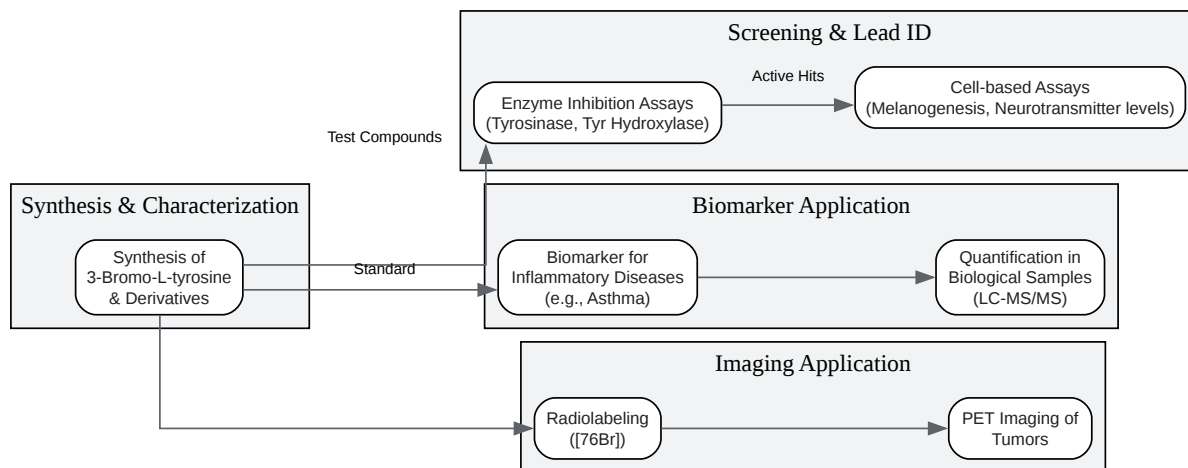 Screening & Lead ID
Enzyme Inhibition Assays
(Tyrosinase, Tyr Hydroxylase)
Active Hits
Cell-based Assays
(Melanogenesis, Neurotransmitter levels)
Test Compounds
Synthesis & Characterization
Synthesis of
3-Bromo-L-tyrosine
& Derivatives
Standard
Biomarker Application
Biomarker for
Inflammatory Diseases
(e.g., Asthma)
Quantification in
Biological Samples
(LC-MS/MS)
Imaging Application
Radiolabeling
([76Br])
PET Imaging of
Tumors